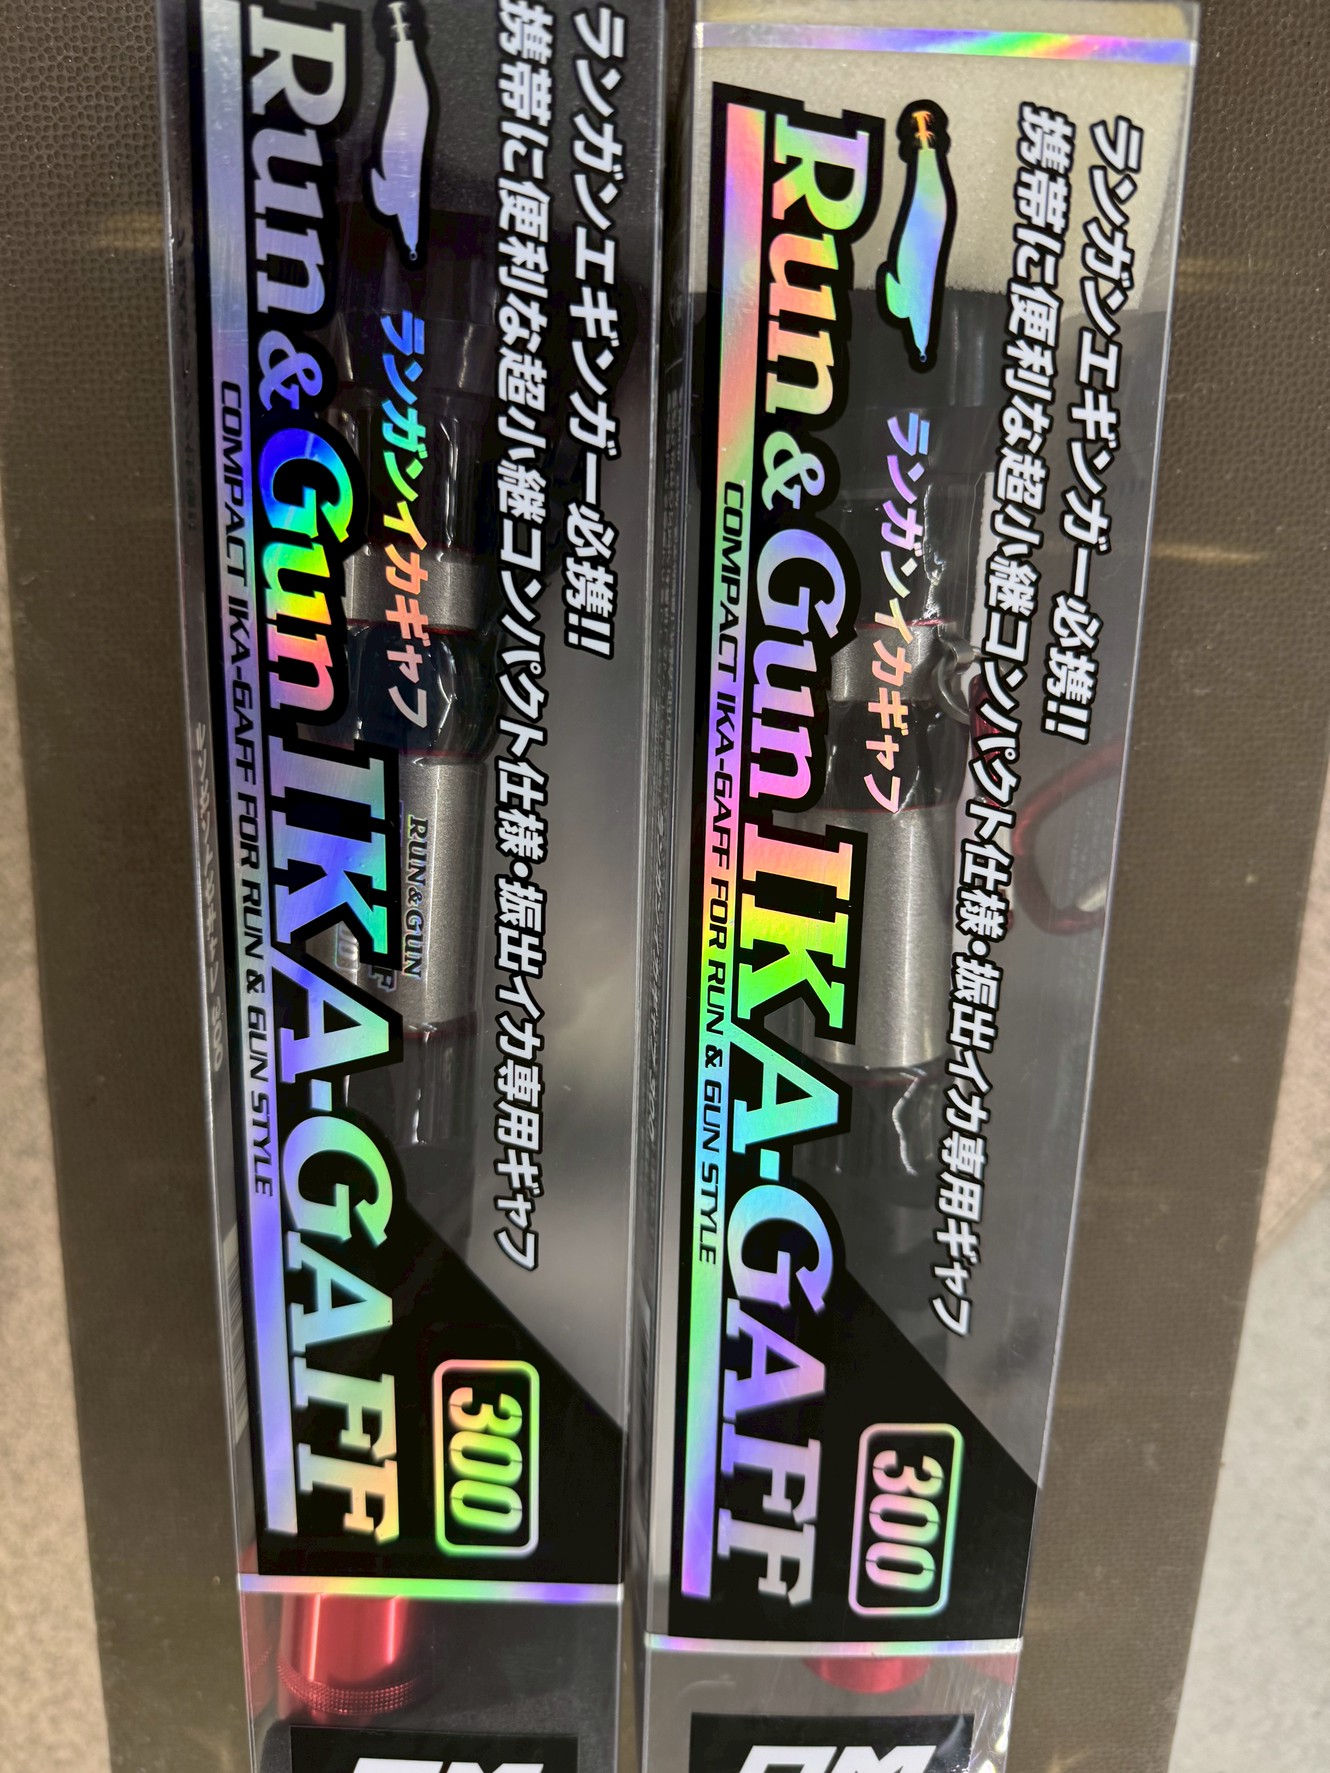 ランガンエギンガー必携!!
携帯に便利な超小継コンパクト仕様・振出イカ専用ギャフ
ランガンイカギャフ
Run&Gun IKA-GAFF
COMPACT IKA-GAFF FOR RUN & GUN STYLE
300
RUN&GUN
ランガンエギンガー必携!!
携帯に便利な超小継コンパクト仕様・振出イカ専用ギャフ
ランガンイカギャフ
Run&Gun IKA-GAFF
COMPACT IKA-GAFF FOR RUN & GUN STYLE
300